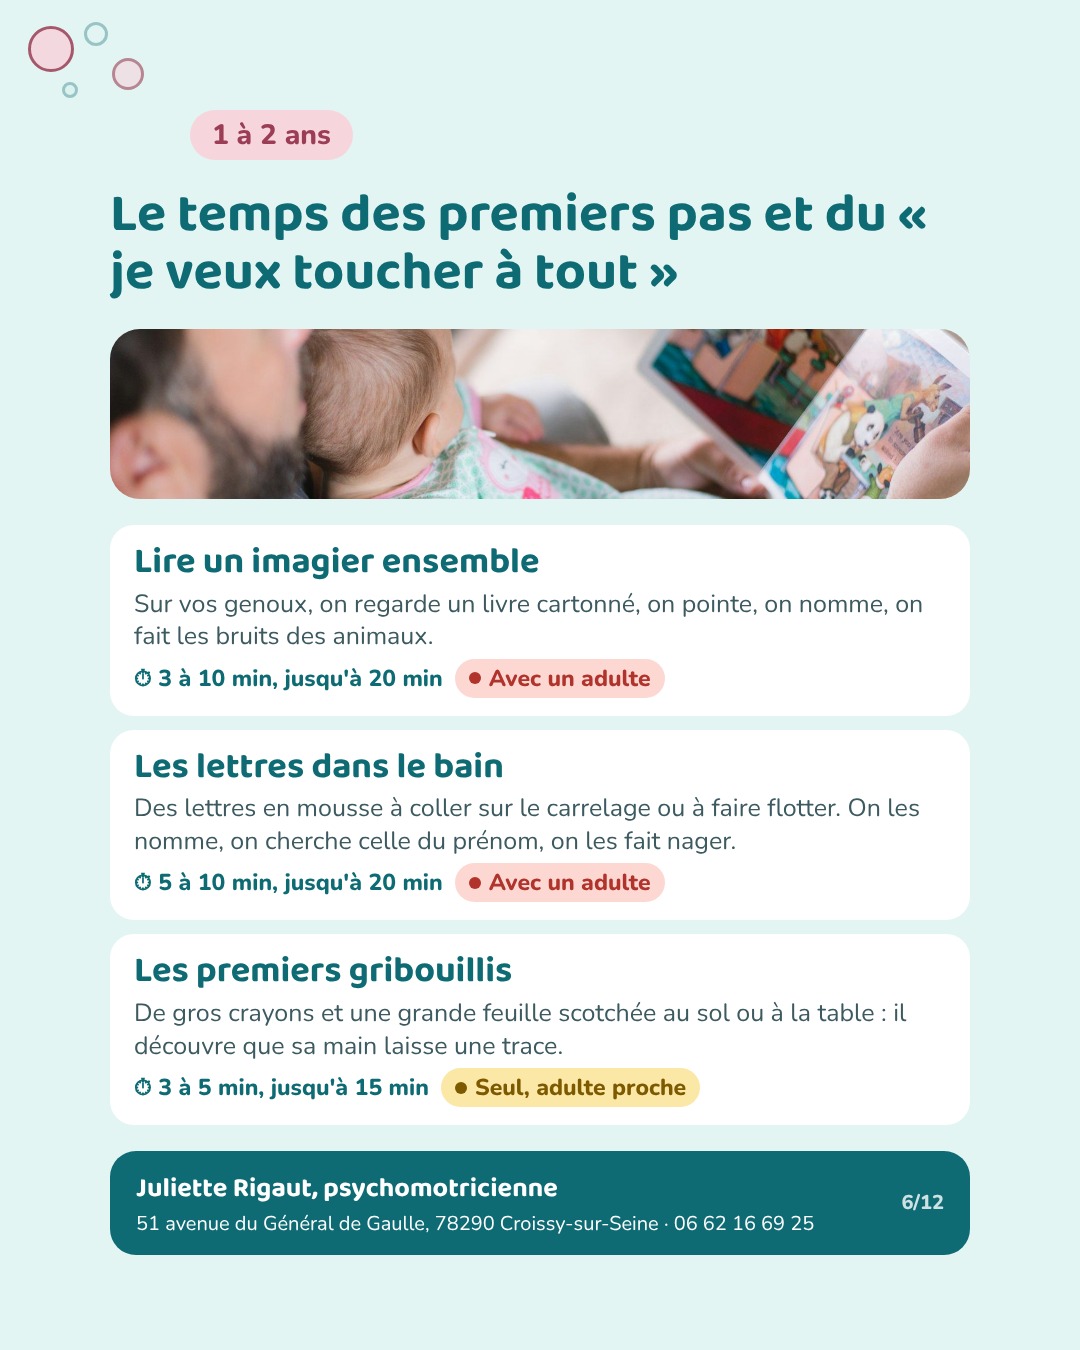 1 à 2 ans
Le temps des premiers pas et du «
je veux toucher à tout »
Lire un imagier ensemble
Sur vos genoux, on regarde un livre cartonné, on pointe, on nomme, on
fait les bruits des animaux.
⏱ 3 à 10 min, jusqu'à 20 min ● Avec un adulte
Les lettres dans le bain
Des lettres en mousse à coller sur le carrelage ou à faire flotter. On les
nomme, on cherche celle du prénom, on les fait nager.
⏱ 5 à 10 min, jusqu'à 20 min ● Avec un adulte
Les premiers gribouillis
De gros crayons et une grande feuille scotchée au sol ou à la table : il
découvre que sa main laisse une trace.
⏱ 3 à 5 min, jusqu'à 15 min ● Seul, adulte proche
Juliette Rigaut, psychomotricienne
51 avenue du Général de Gaulle, 78290 Croissy-sur-Seine · 06 62 16 69 25
6/12